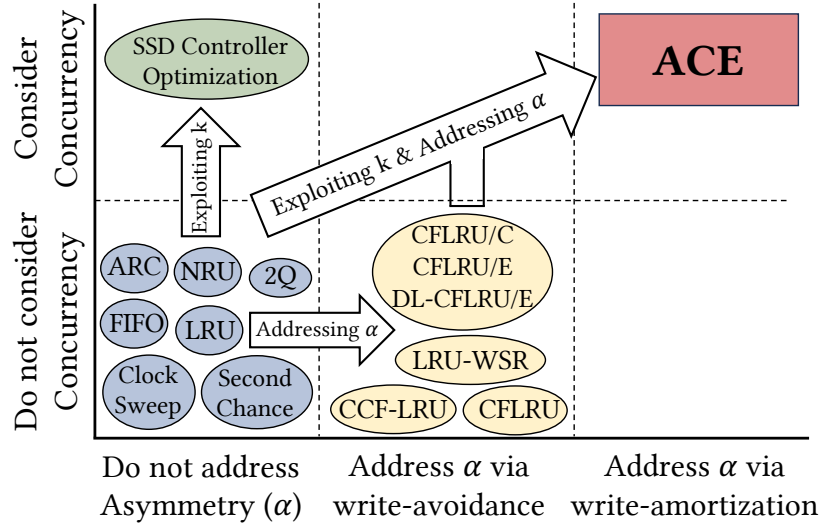 Consider
Concurrency
SSD Controller
Optimization
ACE
Exploiting k
Exploiting k & Addressing α
Do not consider
Concurrency
ARC
NRU
2Q
FIFO
LRU
Clock
Sweep
Second
Chance
Addressing α
CFLRU/C
CFLRU/E
DL-CFLRU/E
LRU-WSR
CCF-LRU
CFLRU
Do not address
Asymmetry (α)
Address α via
write-avoidance
Address α via
write-amortization